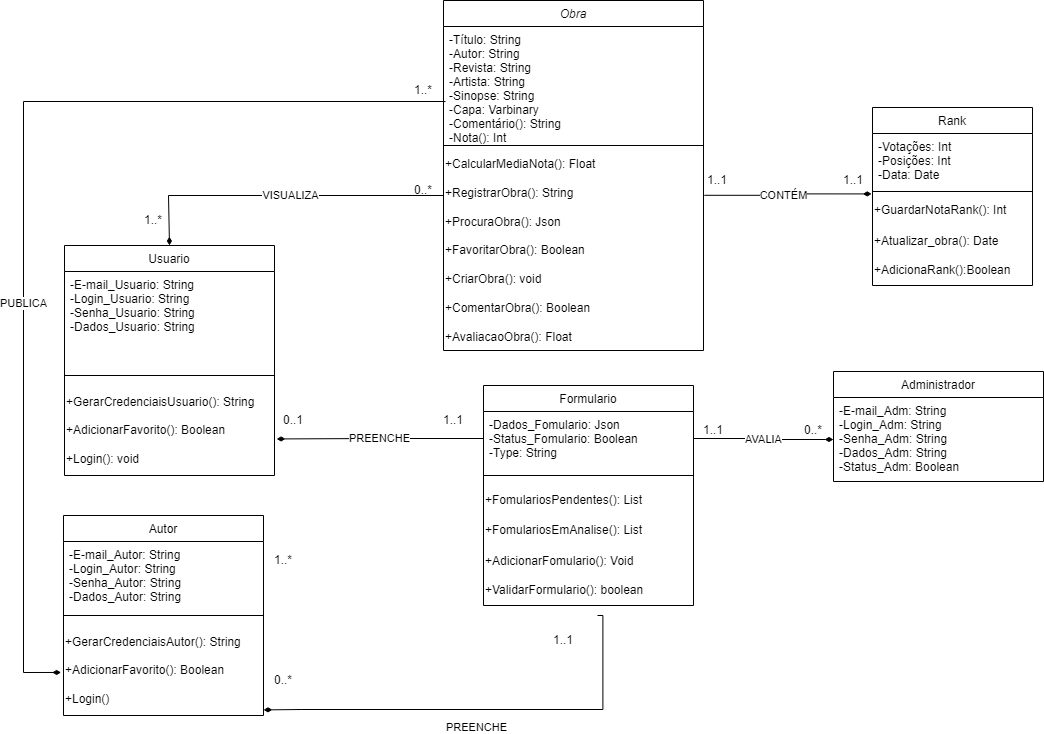 Obra
-Título: String
-Autor: String
-Revista: String
-Artista: String
-Sinopse: String
-Capa: Varbinary
-Comentário(): String
-Nota(): Int
+CalcularMediaNota(): Float
+RegistrarObra(): String
+ProcuraObra(): Json
+FavoritarObra(): Boolean
+CriarObra(): void
+ComentarObra(): Boolean
+AvaliacaoObra(): Float
1..*
0..*
VISUALIZA
1..*
1..1
CONTÉM
1..1
Rank
-Votações: Int
-Posições: Int
-Data: Date
+GuardarNotaRank(): Int
+Atualizar_obra(): Date
+AdicionaRank():Boolean
PUBLICA
Usuario
-E-mail_Usuario: String
-Login_Usuario: String
-Senha_Usuario: String
-Dados_Usuario: String
+GerarCredenciaisUsuario(): String
+AdicionarFavorito(): Boolean
+Login(): void
0..1
PREENCHE
1..1
Formulario
-Dados_Fomulario: Json
-Status_Fomulario: Boolean
-Type: String
+FomulariosPendentes(): List
+FomulariosEmAnalise(): List
+AdicionarFomulario(): Void
+ValidarFormulario(): boolean
1..1
AVALIA
0..*
Administrador
-E-mail_Adm: String
-Login_Adm: String
-Senha_Adm: String
-Dados_Adm: String
-Status_Adm: Boolean
Autor
-E-mail_Autor: String
-Login_Autor: String
-Senha_Autor: String
-Dados_Autor: String
+GerarCredenciaisAutor(): String
+AdicionarFavorito(): Boolean
+Login()
1..*
0..*
1..1
PREENCHE